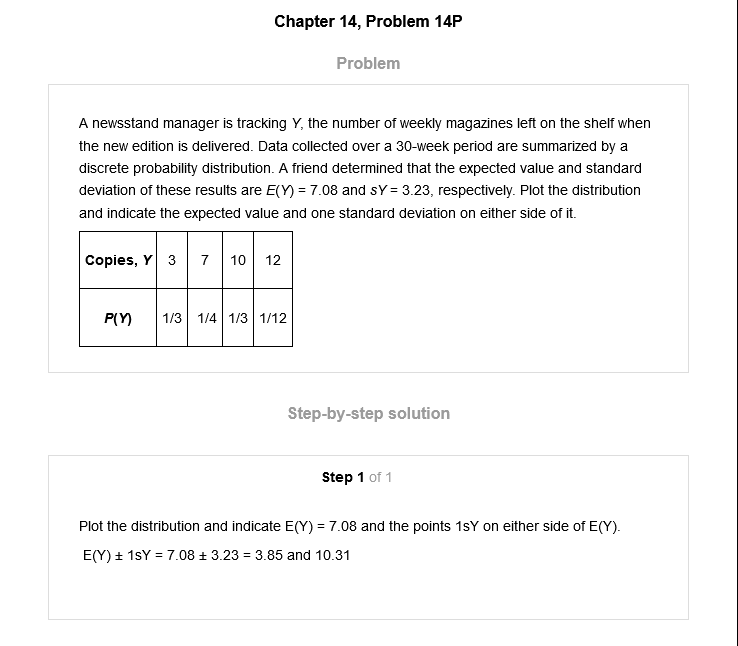 Chapter 14, Problem 14P
Problem
A newsstand manager is tracking Y, the number of weekly magazines left on the shelf when
the new edition is delivered. Data collected over a 30-week period are summarized by a
discrete probability distribution. A friend determined that the expected value and standard
deviation of these results are E(Y) = 7.08 and sY = 3.23, respectively. Plot the distribution
and indicate the expected value and one standard deviation on either side of it.
Copies, Y 3 7 10 12
P(Y) 1/3 1/4 1/3 1/12
Step-by-step solution
Step 1 of 1
Plot the distribution and indicate E(Y) = 7.08 and the points 1sY on either side of E(Y).
E(Y) ± 1sY = 7.08 ± 3.23 = 3.85 and 10.31